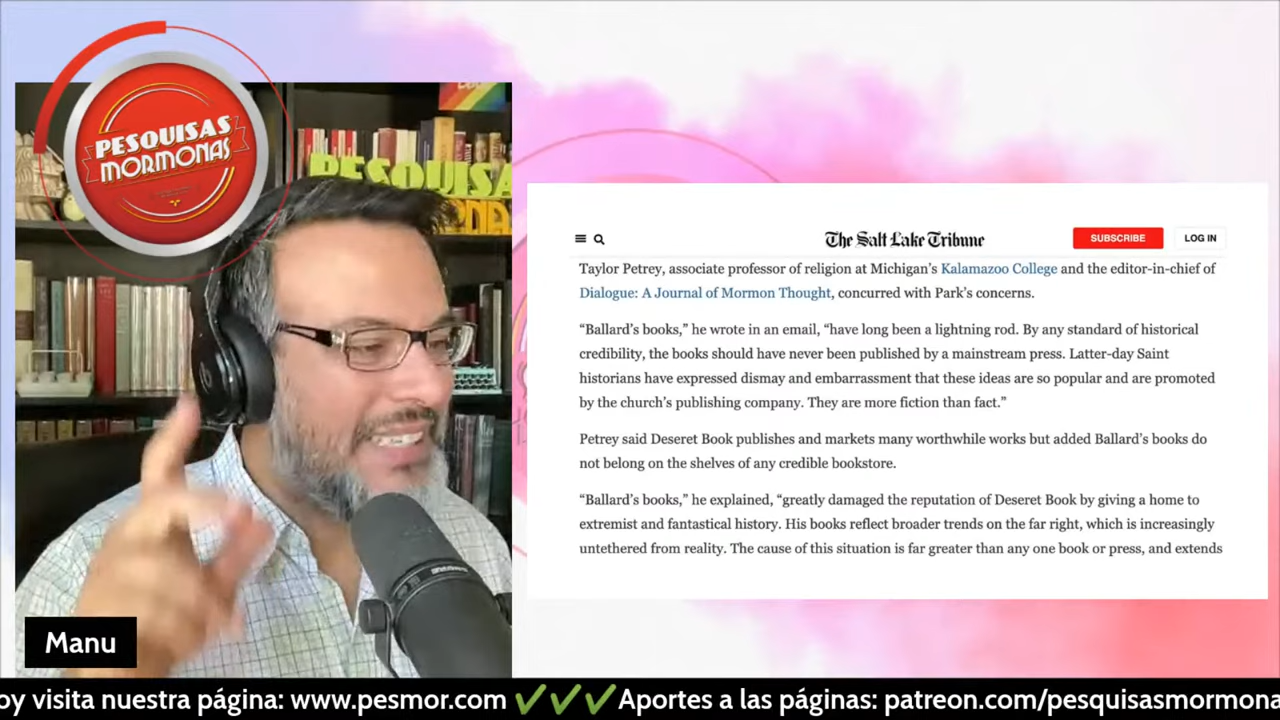 PESQUISAS
MORMONAS
PESQUISA
The Salt Lake Tribune
SUBSCRIBE
LOG IN
Taylor Petrey, associate professor of religion at Michigan’s Kalamazoo College and the editor-in-chief of
Dialogue: A Journal of Mormon Thought, concurred with Park’s concerns.
“Ballard’s books,” he wrote in an email, “have long been a lightning rod. By any standard of historical
credibility, the books should have never been published by a mainstream press. Latter-day Saint
historians have expressed dismay and embarrassment that these ideas are so popular and are promoted
by the church’s publishing company. They are more fiction than fact.”
Petrey said Deseret Book publishes and markets many worthwhile works but added Ballard’s books do
not belong on the shelves of any credible bookstore.
“Ballard’s books,” he explained, “greatly damaged the reputation of Deseret Book by giving a home to
extremist and fantastical history. His books reflect broader trends on the far right, which is increasingly
untethered from reality. The cause of this situation is far greater than any one book or press, and extends
Manu
oy visita nuestra página: www.pesmor.com ✔✔✔ Aportes a las páginas: patreon.com/pesquisasmormona